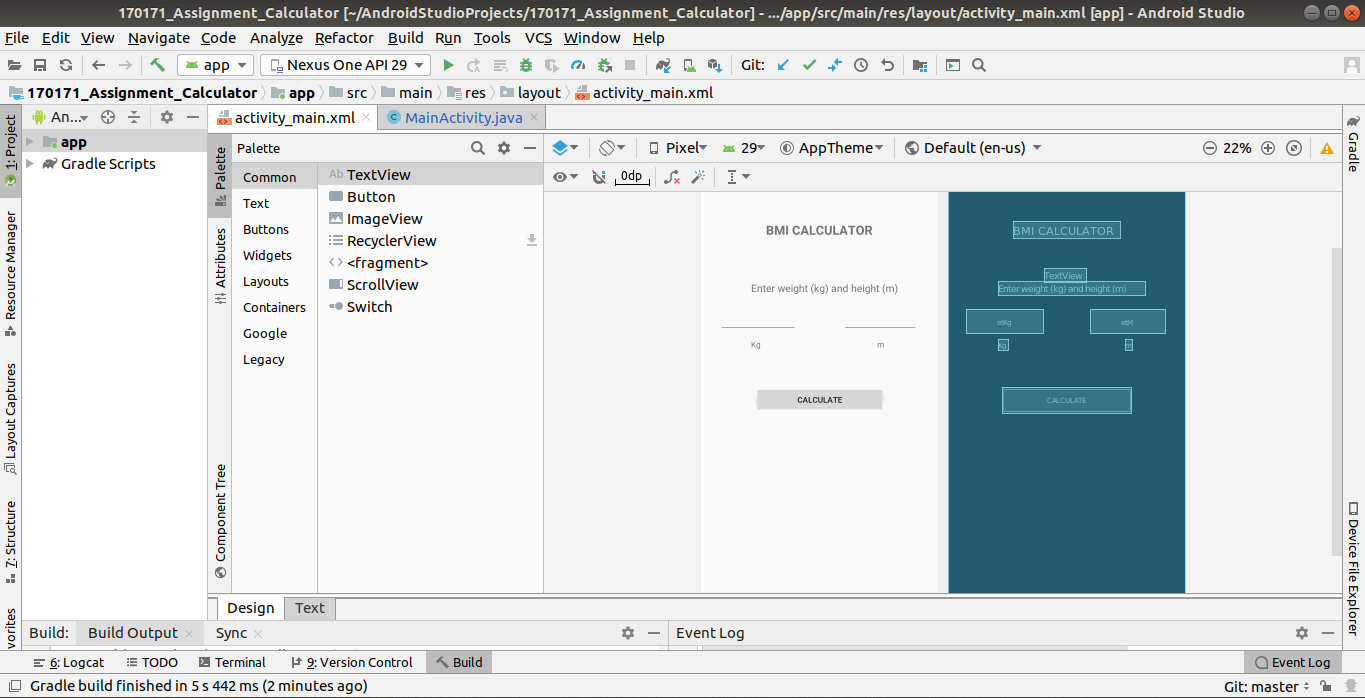 170171_Assignment_Calculator [~/AndroidStudioProjects/170171_Assignment_Calculator] - .../app/src/main/res/layout/activity_main.xml [app] - Android Studio
File Edit View Navigate Code Analyze Refactor Build Run Tools VCS Window Help
app Nexus One API 29 Git:
170171_Assignment_Calculator app src main res layout activity_main.xml
1: Project
Resource Manager
Layout Captures
7: Structure
An...
app
Gradle Scripts
activity_main.xml MainActivity.java
Palette
Attributes
Component Tree
Palette
Common
Text
Buttons
Widgets
Layouts
Containers
Google
Legacy
Ab TextView
Button
ImageView
RecyclerView
<fragment>
ScrollView
Switch
Pixel 29 AppTheme Default (en-us) 22%
0dp
BMI CALCULATOR
Enter weight (kg) and height (m)
Kg m
CALCULATE
BMI CALCULATOR
TextView
Enter weight (kg) and height (m)
etKg etM
Kg m
CALCULATE
Gradle
Device File Explorer
Design Text
Build: Build Output Sync
Event Log
6: Logcat TODO Terminal 9: Version Control Build Event Log
Gradle build finished in 5 s 442 ms (2 minutes ago) Git: master